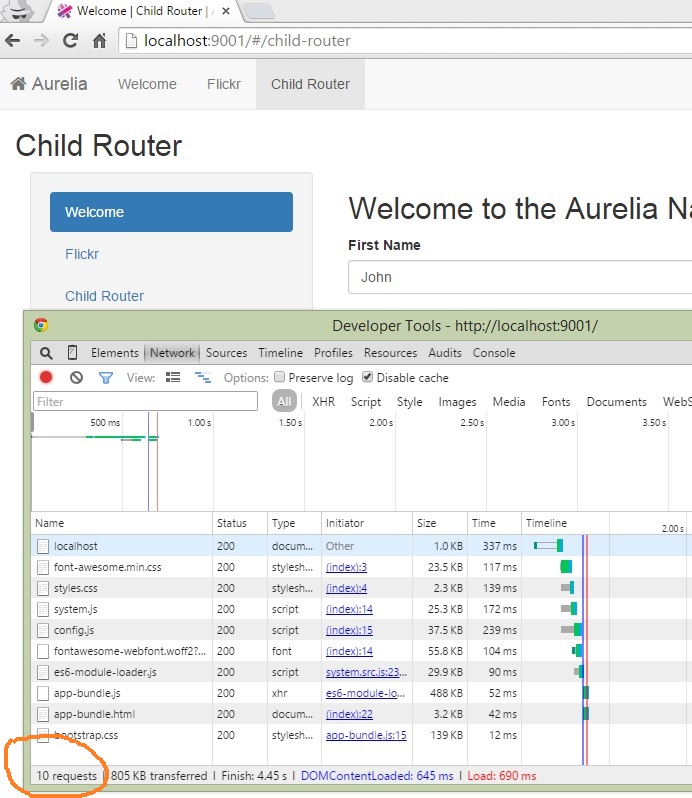 Welcome | Child Router |
localhost:9001/#/child-router
Aurelia Welcome Flickr Child Router
Child Router
Welcome
Flickr
Child Router
Welcome to the Aurelia Na
First Name
John
Developer Tools - http://localhost:9001/
Elements Network Sources Timeline Profiles Resources Audits Console
View: Options: Preserve log Disable cache
Filter All XHR Script Style Images Media Fonts Documents WebS
500 ms 1.00 s 1.50 s 2.00 s 2.50 s 3.00 s 3.50 s
Name Status Type Initiator Size Time Timeline 2.00 s
localhost 200 docum... Other 1.0 KB 337 ms
font-awesome.min.css 200 stylesh... (index):3 23.5 KB 117 ms
styles.css 200 stylesh... (index):4 2.3 KB 139 ms
system.js 200 script (index):14 25.3 KB 172 ms
config.js 200 script (index):15 37.5 KB 239 ms
fontawesome-webfont.woff2?... 200 font (index):14 55.8 KB 104 ms
es6-module-loader.js 200 script system.src.js:23... 29.9 KB 90 ms
app-bundle.js 200 xhr es6-module-lo... 488 KB 52 ms
app-bundle.html 200 docum... (index):22 3.2 KB 42 ms
bootstrap.css 200 stylesh... app-bundle.js:15 139 KB 12 ms
10 requests | 805 KB transferred | Finish: 4.45 s | DOMContentLoaded: 645 ms | Load: 690 ms